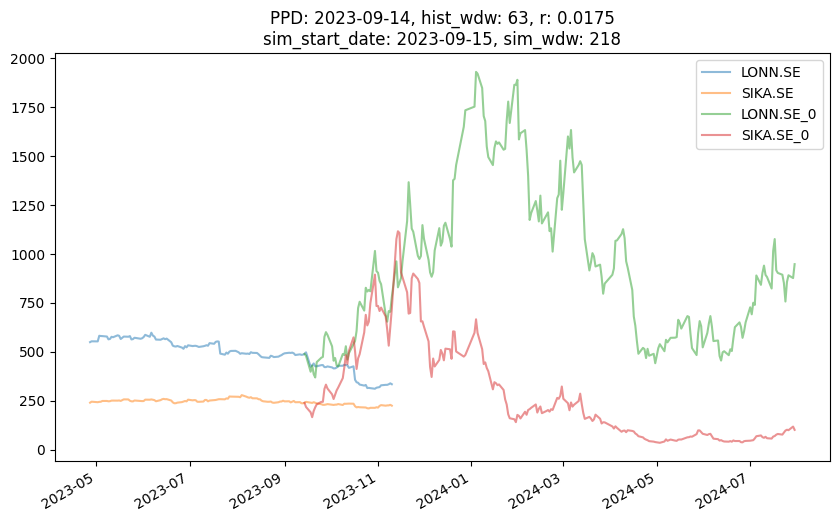 PPD: 2023-09-14, hist_wdw: 63, r: 0.0175
sim_start_date: 2023-09-15, sim_wdw: 218
2000
1750
1500
1250
1000
750
500
250
0
LONN.SE
SIKA.SE
LONN.SE_0
SIKA.SE_0
2023-05
2023-07
2023-09
2023-11
2024-01
2024-03
2024-05
2024-07